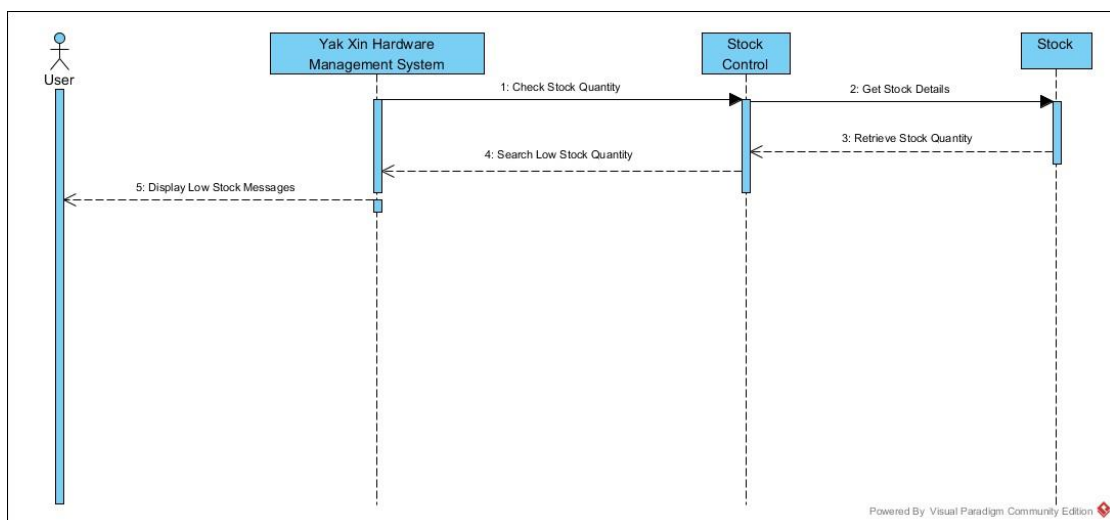 Yak Xin Hardware
Management System
Stock
Control
Stock
User
1: Check Stock Quantity
2: Get Stock Details
3: Retrieve Stock Quantity
4: Search Low Stock Quantity
5: Display Low Stock Messages
Powered By Visual Paradigm Community Edition